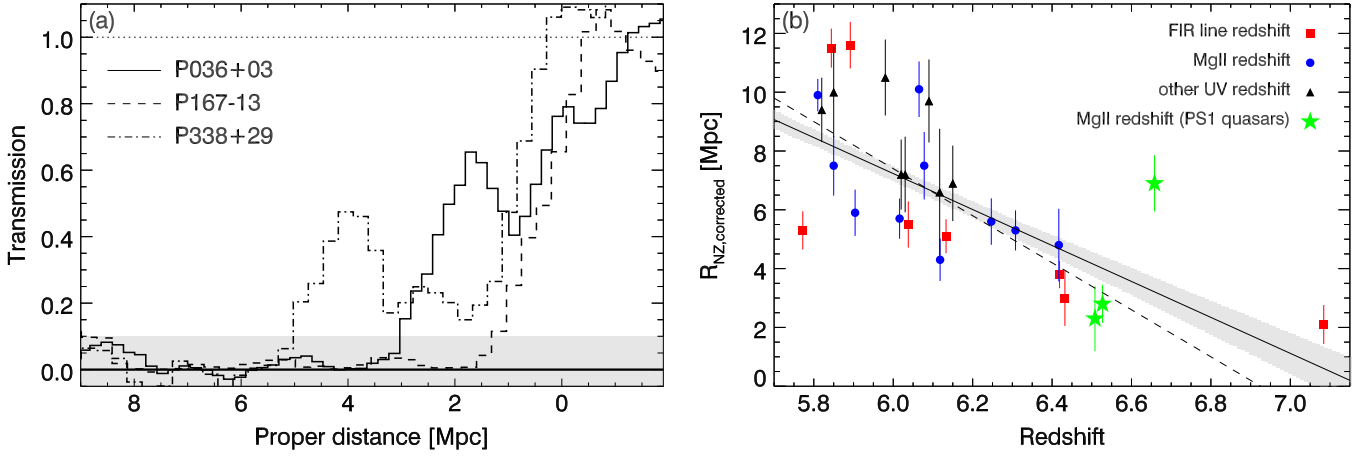 (a)
P036+03
P167-13
P338+29
Transmission
1.0
0.8
0.6
0.4
0.2
0.0
8 6 4 2 0
Proper distance [Mpc]
(b)
FIR line redshift
MgII redshift
other UV redshift
MgII redshift (PS1 quasars)
R_NZ,corrected [Mpc]
12
10
8
6
4
2
0
5.8 6.0 6.2 6.4 6.6 6.8 7.0
Redshift